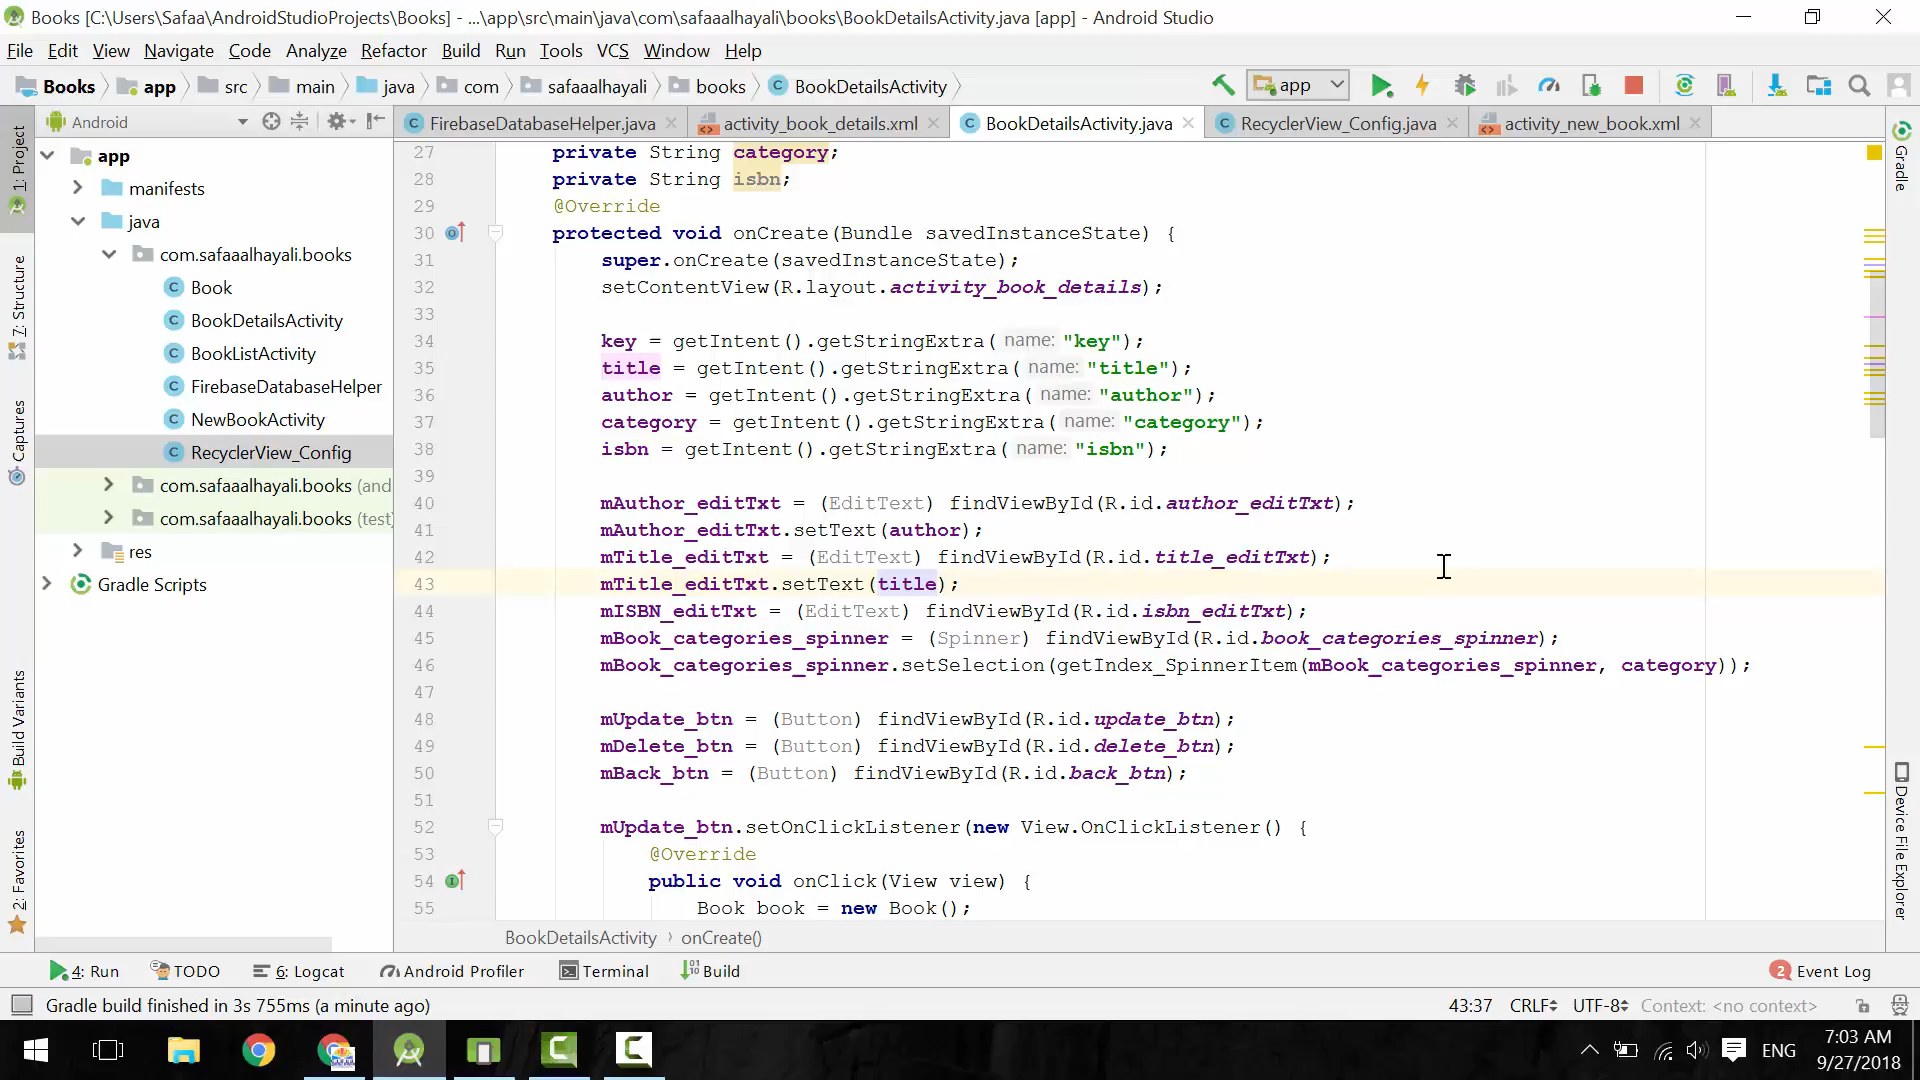 Books [C:\Users\Safaa\AndroidStudioProjects\Books] - ...\app\src\main\java\com\safaaalhayali\books\BookDetailsActivity.java [app] - Android Studio
File Edit View Navigate Code Analyze Refactor Build Run Tools VCS Window Help
Books app src main java com safaaalhayali books BookDetailsActivity app
Android
FirebaseDatabaseHelper.java activity_book_details.xml BookDetailsActivity.java RecyclerView_Config.java activity_new_book.xml
1: Project
7: Structure
Captures
Build Variants
2: Favorites
app
manifests
java
com.safaaalhayali.books
Book
BookDetailsActivity
BookListActivity
FirebaseDatabaseHelper
NewBookActivity
RecyclerView_Config
com.safaaalhayali.books (and
com.safaaalhayali.books (test)
res
Gradle Scripts
27 private String category;
28 private String isbn;
29 @Override
30 protected void onCreate(Bundle savedInstanceState) {
31 super.onCreate(savedInstanceState);
32 setContentView(R.layout.activity_book_details);
33
34 key = getIntent().getStringExtra( name: "key");
35 title = getIntent().getStringExtra( name: "title");
36 author = getIntent().getStringExtra( name: "author");
37 category = getIntent().getStringExtra( name: "category");
38 isbn = getIntent().getStringExtra( name: "isbn");
39
40 mAuthor_editTxt = (EditText) findViewById(R.id.author_editTxt);
41 mAuthor_editTxt.setText(author);
42 mTitle_editTxt = (EditText) findViewById(R.id.title_editTxt);
43 mTitle_editTxt.setText(title);
44 mISBN_editTxt = (EditText) findViewById(R.id.isbn_editTxt);
45 mBook_categories_spinner = (Spinner) findViewById(R.id.book_categories_spinner);
46 mBook_categories_spinner.setSelection(getIndex_SpinnerItem(mBook_categories_spinner, category));
47
48 mUpdate_btn = (Button) findViewById(R.id.update_btn);
49 mDelete_btn = (Button) findViewById(R.id.delete_btn);
50 mBack_btn = (Button) findViewById(R.id.back_btn);
51
52 mUpdate_btn.setOnClickListener(new View.OnClickListener() {
53 @Override
54 public void onClick(View view) {
55 Book book = new Book();
BookDetailsActivity › onCreate()
Gradle
Device File Explorer
4: Run TODO 6: Logcat Android Profiler Terminal Build 2 Event Log
Gradle build finished in 3s 755ms (a minute ago) 43:37 CRLF UTF-8 Context: <no context>
ENG
7:03 AM
9/27/2018